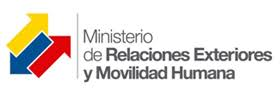 Ministerio
de Relaciones Exteriores
y Movilidad Humana